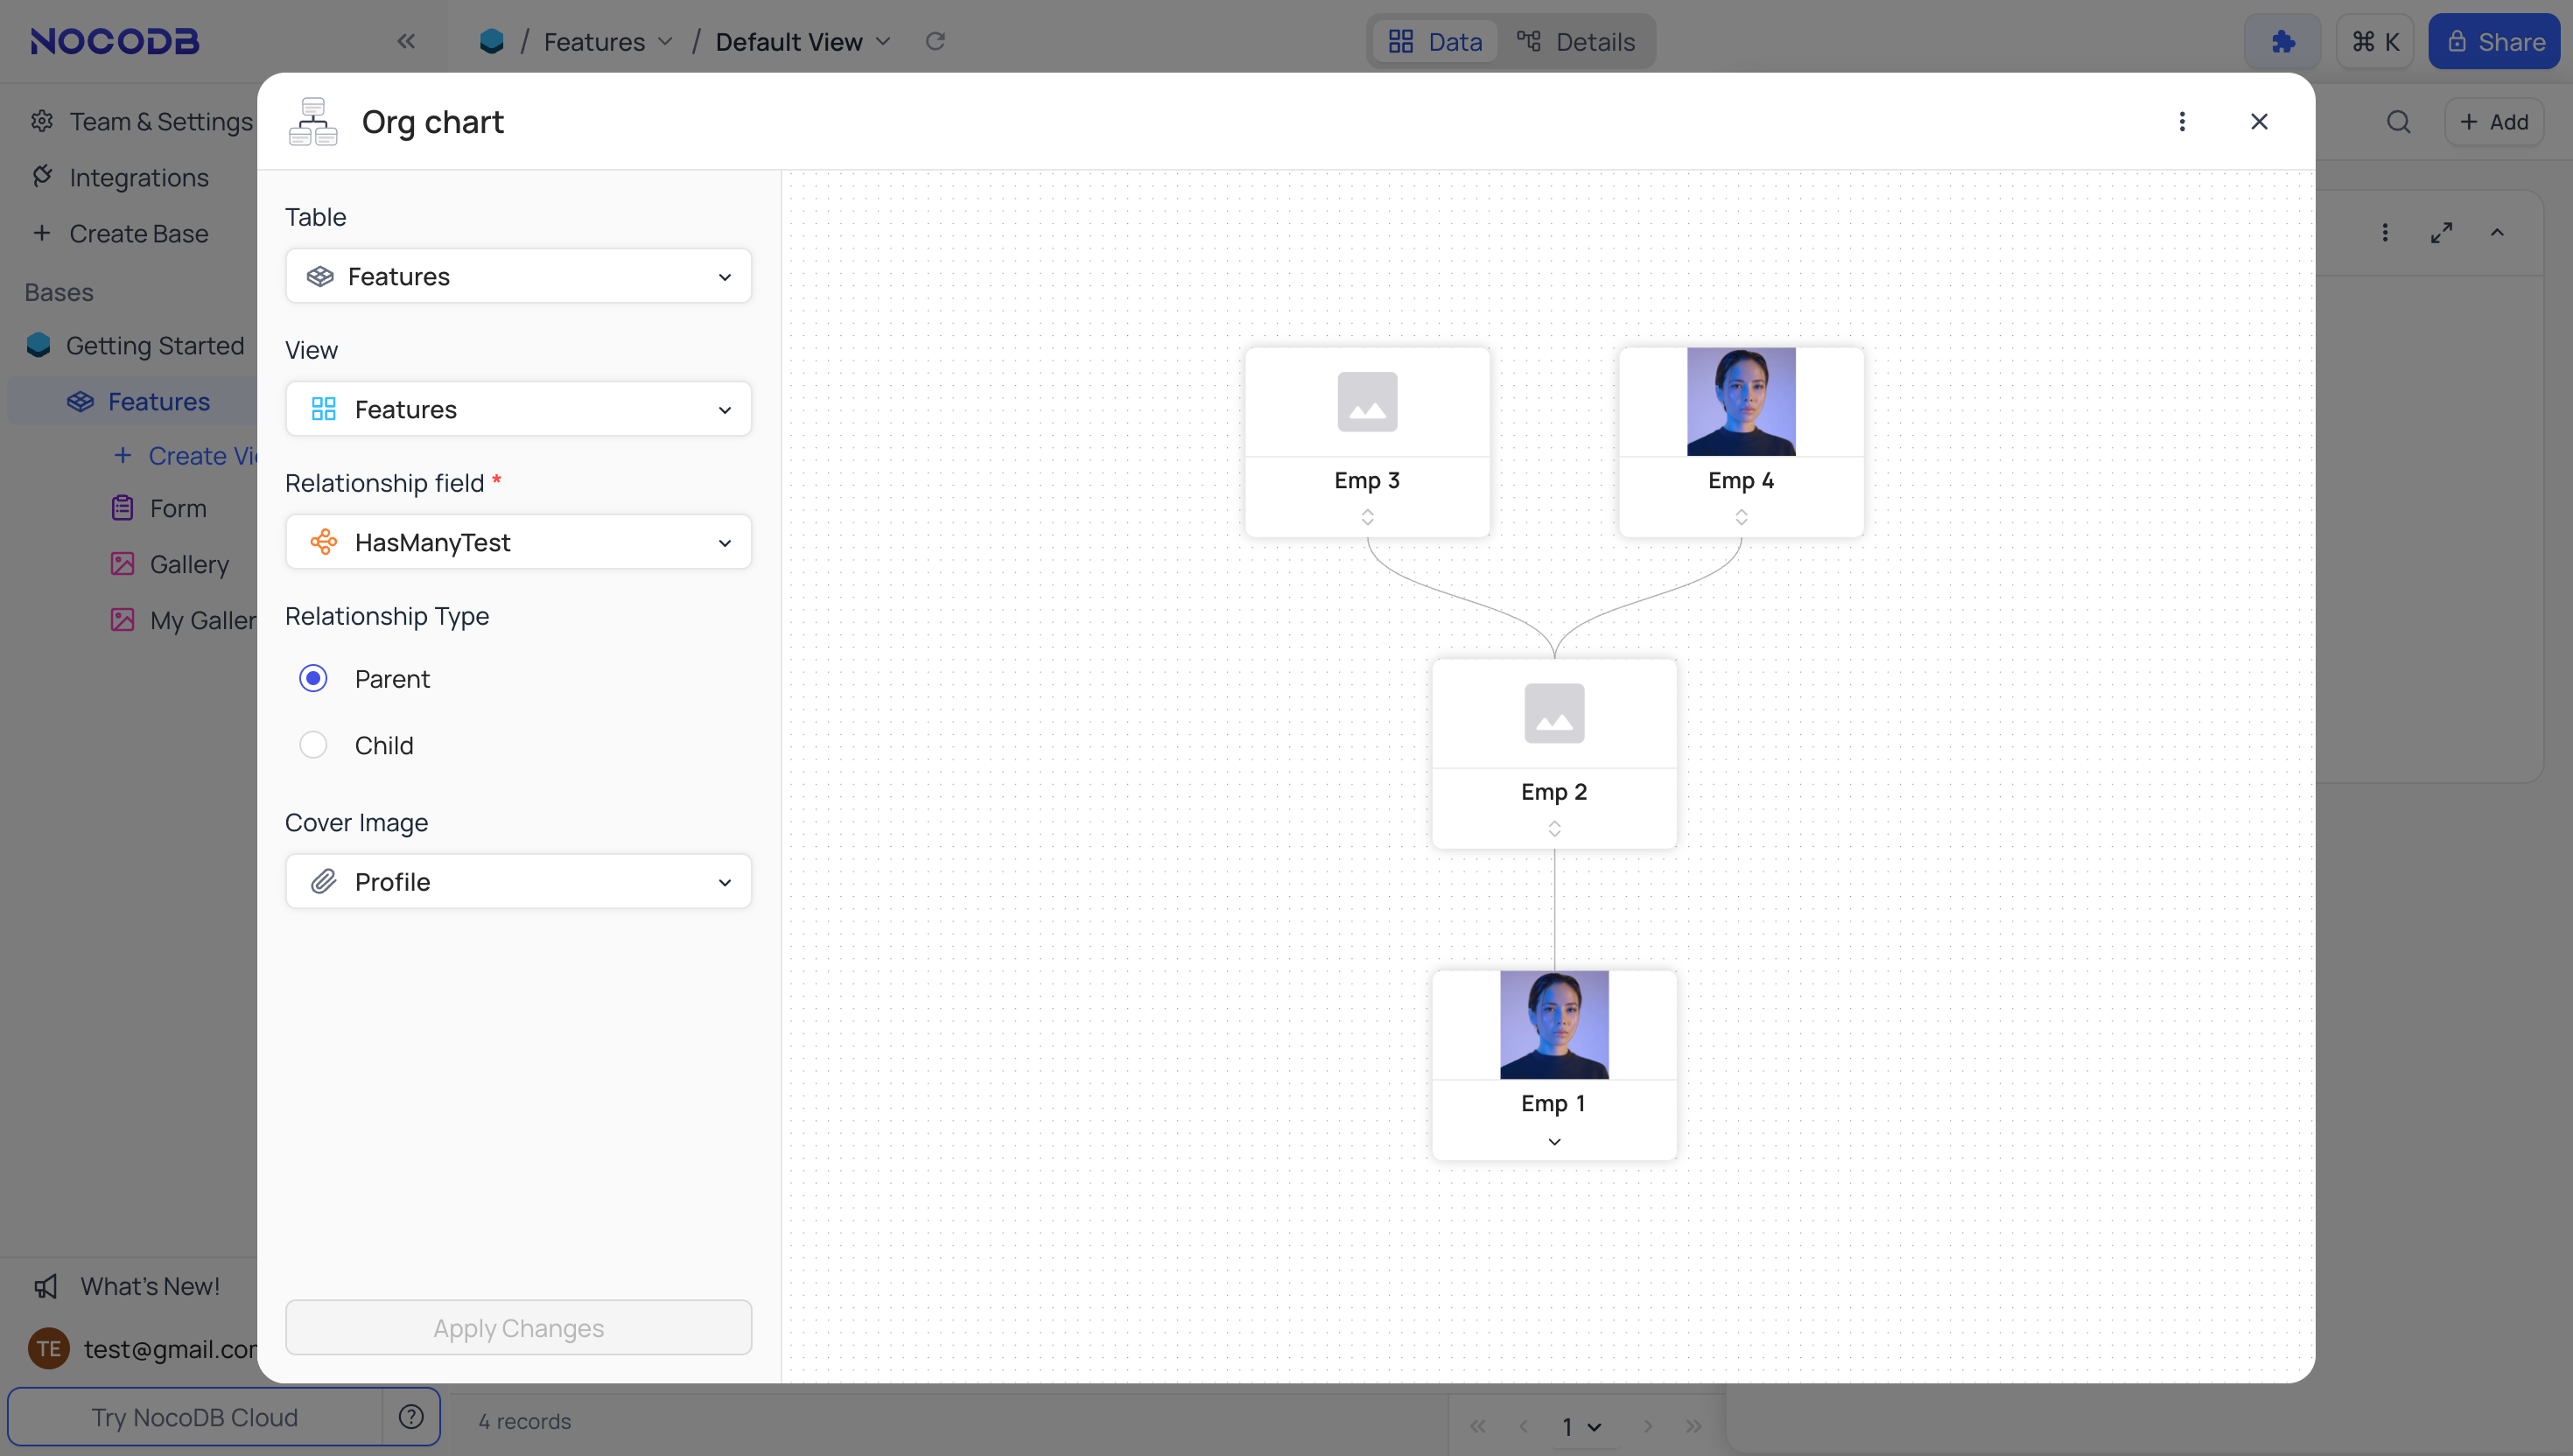 NOCODB
/ Features / Default View
Data Details
⌘ K
Share
Team & Settings
Integrations
Create Base
Bases
Getting Started
Features
Create Vi
Form
Gallery
My Galler
What's New!
TE test@gmail.cor
Try NocoDB Cloud
Add
Org chart
Table
Features
View
Features
Relationship field *
HasManyTest
Relationship Type
Parent
Child
Cover Image
Profile
Apply Changes
Emp 3
Emp 4
Emp 2
Emp 1
4 records
1